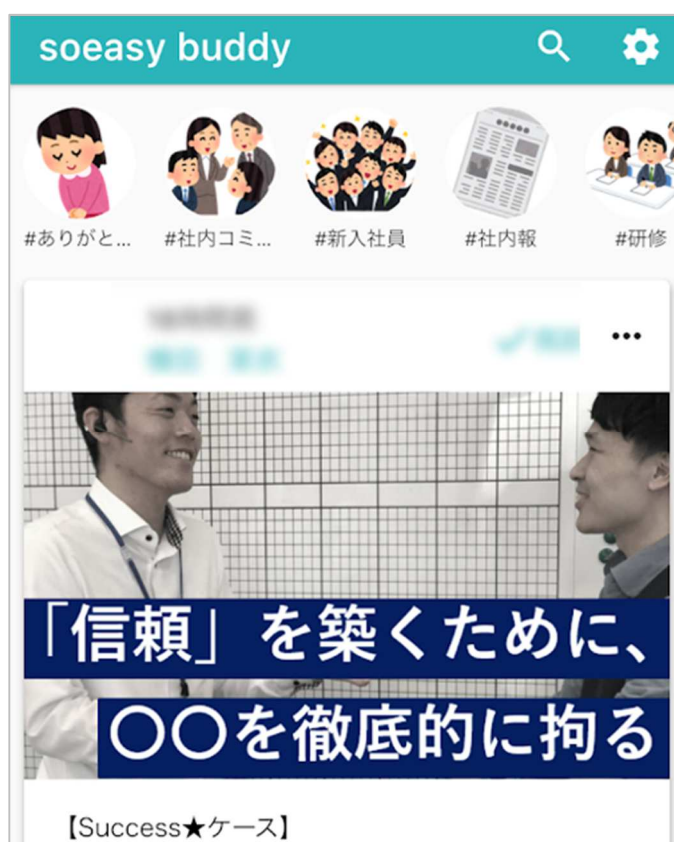 soeasy buddy
#ありがと...
#社内コミ...
#新入社員
#社内報
#研修
「信頼」を築くために、
〇〇を徹底的に拘る
【Success★ケース】